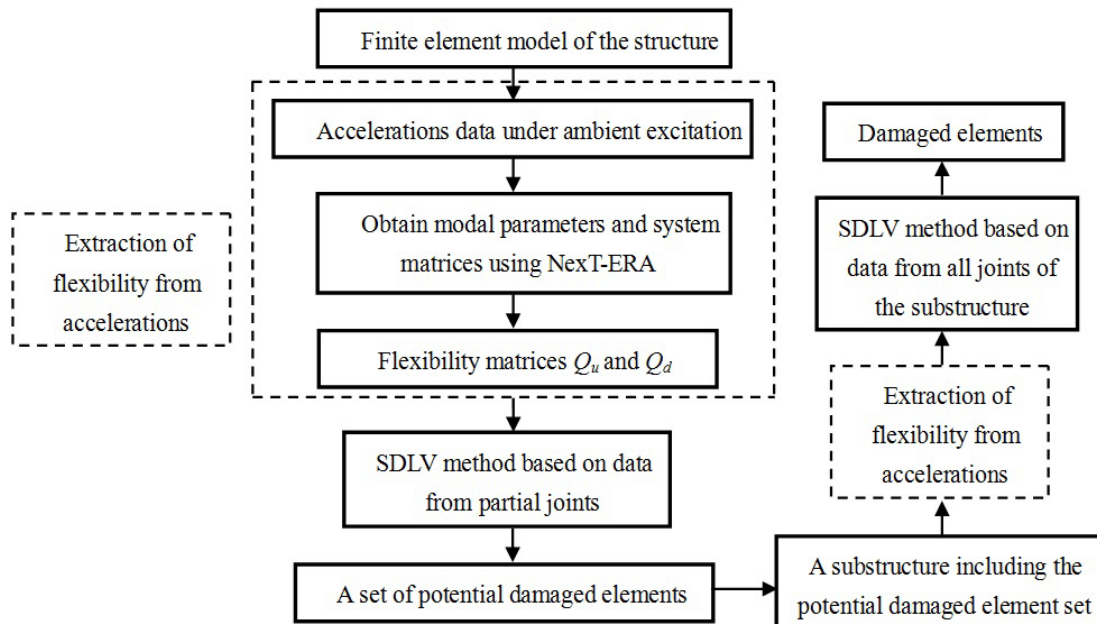 Finite element model of the structure
Accelerations data under ambient excitation
Obtain modal parameters and system
matrices using NexT-ERA
Flexibility matrices Qu and Qd
Extraction of
flexibility from
accelerations
SDLV method based on data
from partial joints
A set of potential damaged elements
A substructure including the
potential damaged element set
Extraction of
flexibility from
accelerations
SDLV method based on
data from all joints of
the substructure
Damaged elements